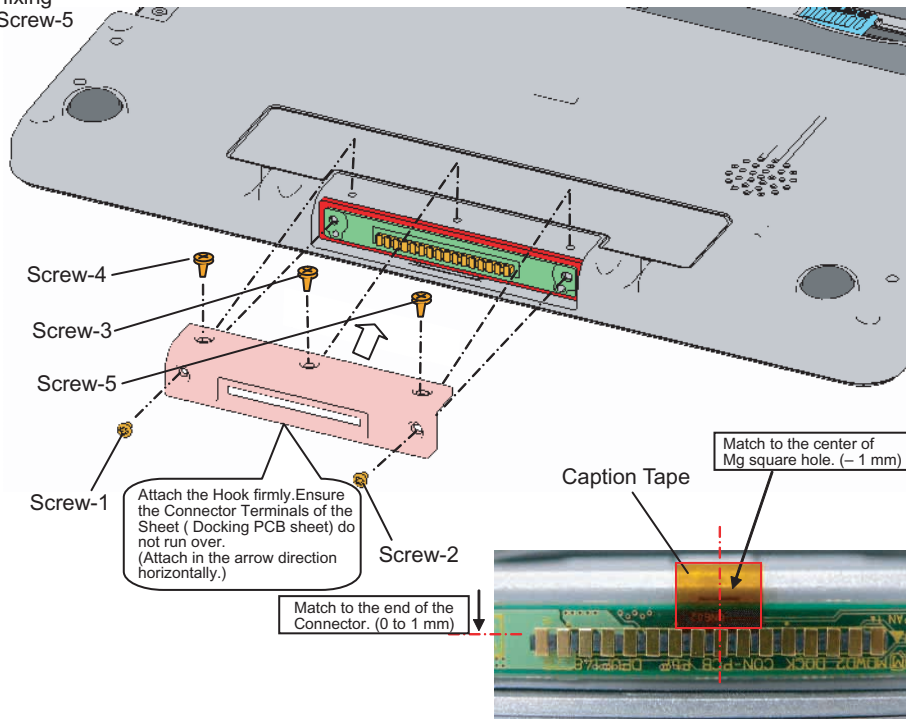 fixing
Screw-5
Screw-4
Screw-3
Screw-5
Screw-1
Attach the Hook firmly.Ensure
the Connector Terminals of the
Sheet ( Docking PCB sheet) do
not run over.
(Attach in the arrow direction
horizontally.)
Screw-2
Caption Tape
Match to the center of
Mg square hole. (– 1 mm)
Match to the end of the
Connector. (0 to 1 mm)